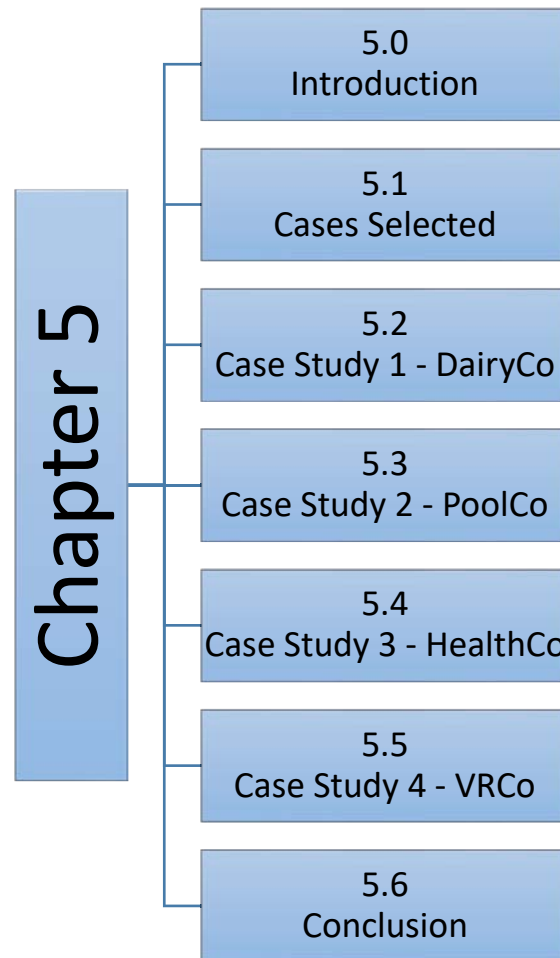 Chapter 5
5.0
Introduction
5.1
Cases Selected
5.2
Case Study 1 - DairyCo
5.3
Case Study 2 - PoolCo
5.4
Case Study 3 - HealthCo
5.5
Case Study 4 - VRCo
5.6
Conclusion